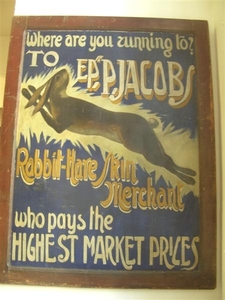 Where are you running to?
TO E&P. JACOBS
Rabbit-Hare Skin
Merchant
who pays the
HIGHEST MARKET PRICES